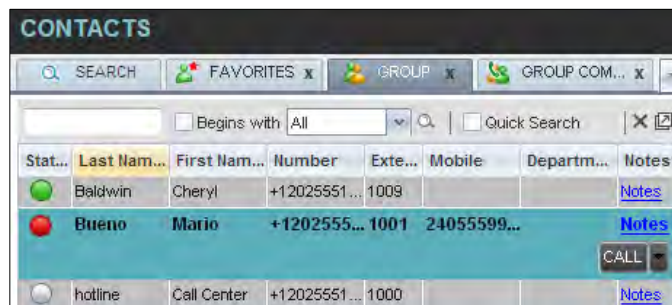 CONTACTS
SEARCH FAVORITES x GROUP x GROUP COM... x
Begins with All Quick Search
Stat... Last Nam... First Nam... Number Exte... Mobile Departm... Notes
Baldwin Cheryl +12025551... 1009 Notes
Bueno Mario +1202555... 1001 24055599... Notes
CALL
hotline Call Center +12025551... 1000 Notes